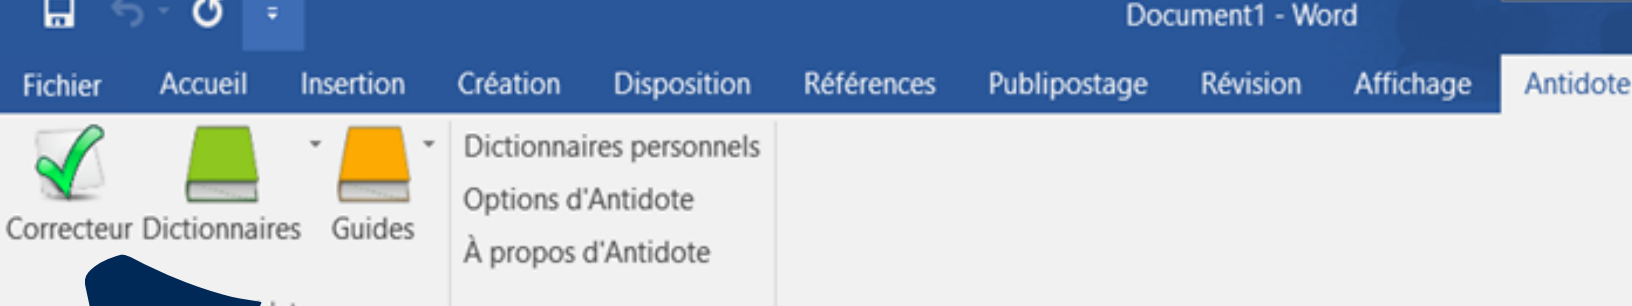 Document1 - Word
Fichier Accueil Insertion Création Disposition Références Publipostage Révision Affichage Antidote
Correcteur Dictionnaires Guides
Dictionnaires personnels
Options d'Antidote
À propos d'Antidote